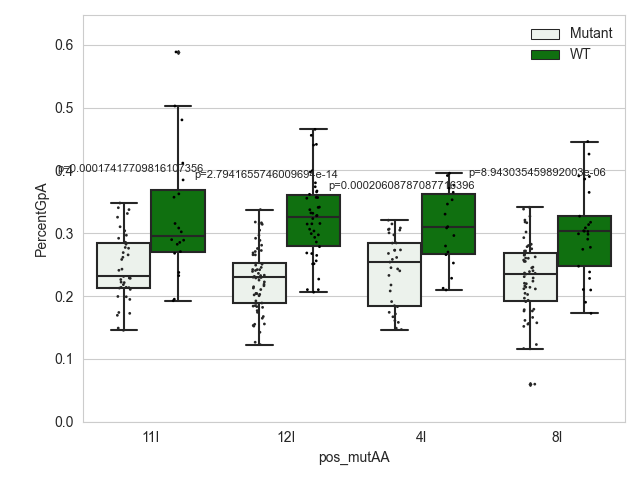 0.6
0.5
0.4
0.3
0.2
0.1
0.0
PercentGpA
Mutant
WT
p=0.00017417709816107356
p=2.7941655746009694e-14
p=0.00020608787087716396
p=8.943035459892003e-06
11I
12I
4I
8I
pos_mutAA